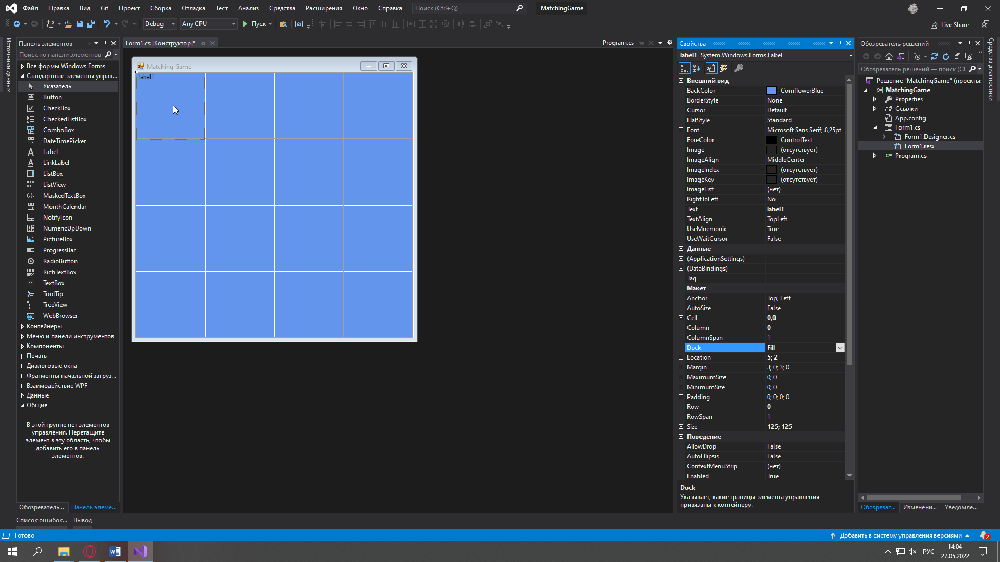 Файл Правка Вид Git Проект Сборка Отладка Тест Анализ Средства Расширения Окно Справка Поиск (Ctrl+Q) MatchingGame
Debug Any CPU Пуск Live Share
Источники данных
Панель элементов
Поиск по панели элементов
Все формы Windows Forms
Стандартные элементы управ...
Указатель
Button
CheckBox
CheckedListBox
ComboBox
DateTimePicker
Label
LinkLabel
ListBox
ListView
MaskedTextBox
MonthCalendar
NotifyIcon
NumericUpDown
PictureBox
ProgressBar
RadioButton
RichTextBox
TextBox
ToolTip
TreeView
WebBrowser
Контейнеры
Меню и панели инструментов
Компоненты
Печать
Диалоговые окна
Фрагменты начальной загруз...
Взаимодействие WPF
Данные
Общие
В этой группе нет элементов
управления. Перетащите
элемент в эту область, чтобы
добавить его в панель
элементов.
Обозреватель... Панель элеме...
Form1.cs [Конструктор]* Program.cs
Matching Game
label1
Свойства
label1 System.Windows.Forms.Label
Внешний вид
BackColor CornflowerBlue
BorderStyle None
Cursor Default
FlatStyle Standard
Font Microsoft Sans Serif; 8,25pt
ForeColor ControlText
Image (отсутствует)
ImageAlign MiddleCenter
ImageIndex (отсутствует)
ImageKey (отсутствует)
ImageList (нет)
RightToLeft No
Text label1
TextAlign TopLeft
UseMnemonic True
UseWaitCursor False
Данные
(ApplicationSettings)
(DataBindings)
Tag
Макет
Anchor Top, Left
AutoSize False
Cell 0,0
Column 0
ColumnSpan 1
Dock Fill
Location 5; 2
Margin 3; 0; 3; 0
MaximumSize 0; 0
MinimumSize 0; 0
Padding 0; 0; 0; 0
Row 0
RowSpan 1
Size 125; 125
Поведение
AllowDrop False
AutoEllipsis False
ContextMenuStrip (нет)
Enabled True
Dock
Указывает, какие границы элемента управления
привязаны к контейнеру.
Обозреватель решений
Обозреватель решений — поиск (Ct
Решение "MatchingGame" (проекты:
MatchingGame
Properties
Ссылки
App.config
Form1.cs
Form1.Designer.cs
Form1.resx
Program.cs
Обозреват... Изменени... Уведомле...
Средства диагностики
Список ошибок... Вывод
Готово Добавить в систему управления версиями 2
РУС 14:04
27.05.2022